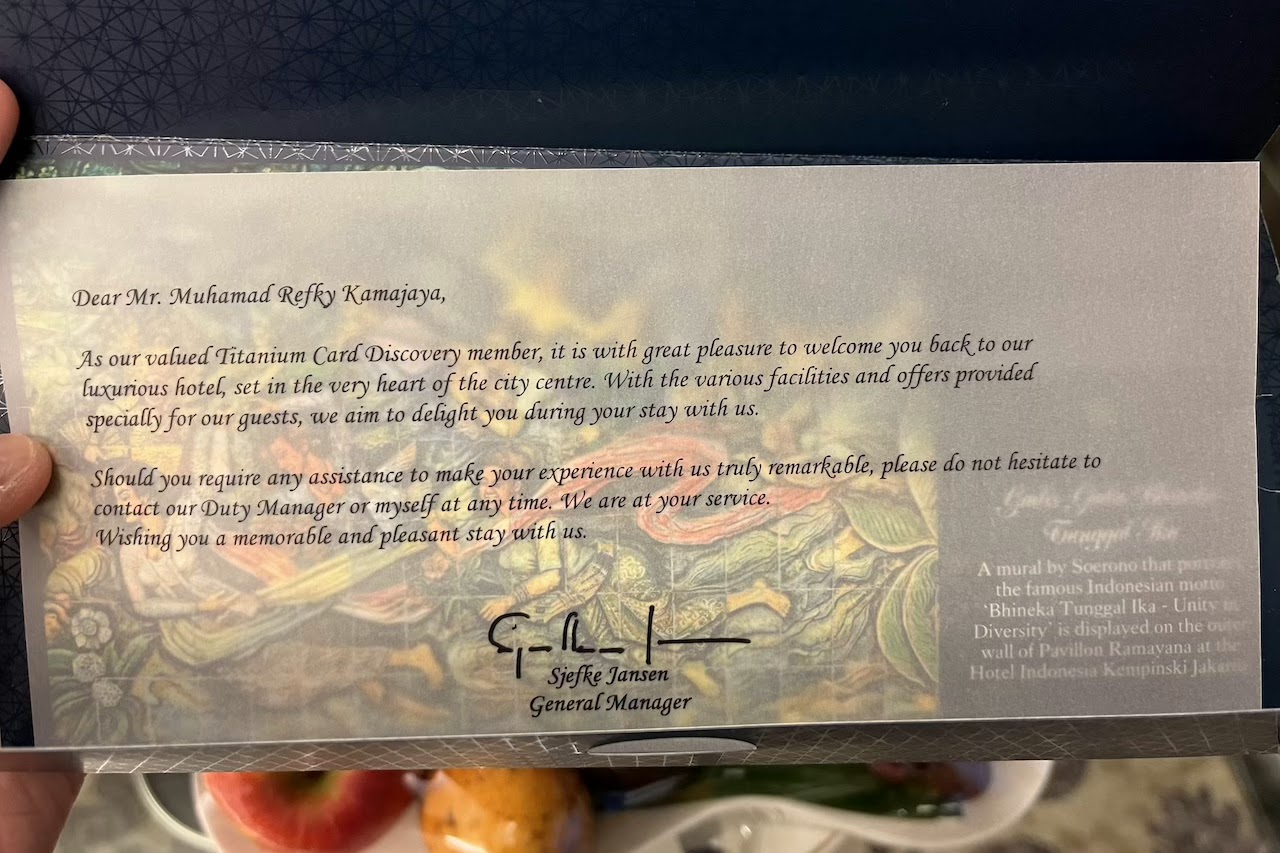 Dear Mr. Muhamad Refky Kamajaya,
As our valued Titanium Card Discovery member, it is with great pleasure to welcome you back to our
luxurious hotel, set in the very heart of the city centre. With the various facilities and offers provided
specially for our guests, we aim to delight you during your stay with us.
Should you require any assistance to make your experience with us truly remarkable, please do not hesitate to
contact our Duty Manager or myself at any time. We are at your service.
Wishing you a memorable and pleasant stay with us.
Sjefke Jansen
General Manager
Tunggal Ika
A mural by Soerono that
the famous Indonesian motto
'Bhineka Tunggal Ika - Unity in
Diversity' is displayed on the outer
wall of Pavillon Ramayana at the
Hotel Indonesia Kempinski Jakarta